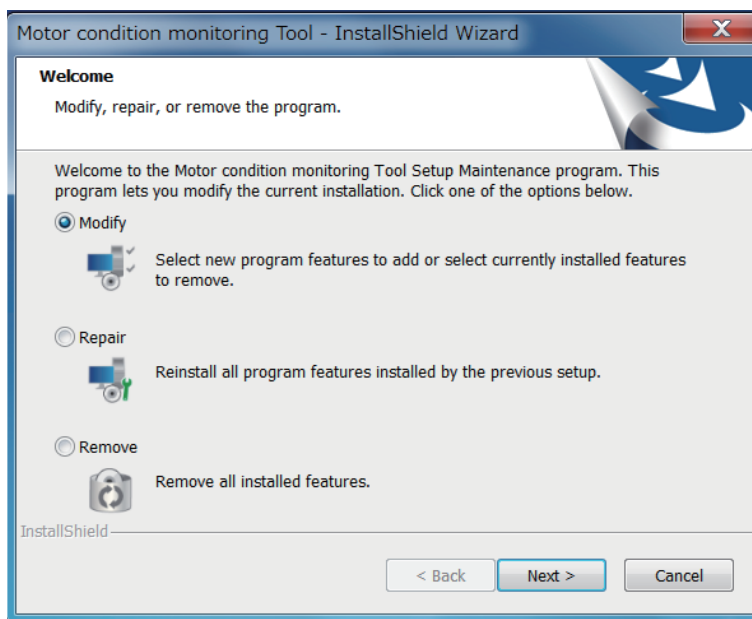 Motor condition monitoring Tool - InstallShield Wizard
X
Welcome
Modify, repair, or remove the program.
Welcome to the Motor condition monitoring Tool Setup Maintenance program. This
program lets you modify the current installation. Click one of the options below.
Modify
Select new program features to add or select currently installed features
to remove.
Repair
Reinstall all program features installed by the previous setup.
Remove
Remove all installed features.
InstallShield
< Back Next > Cancel